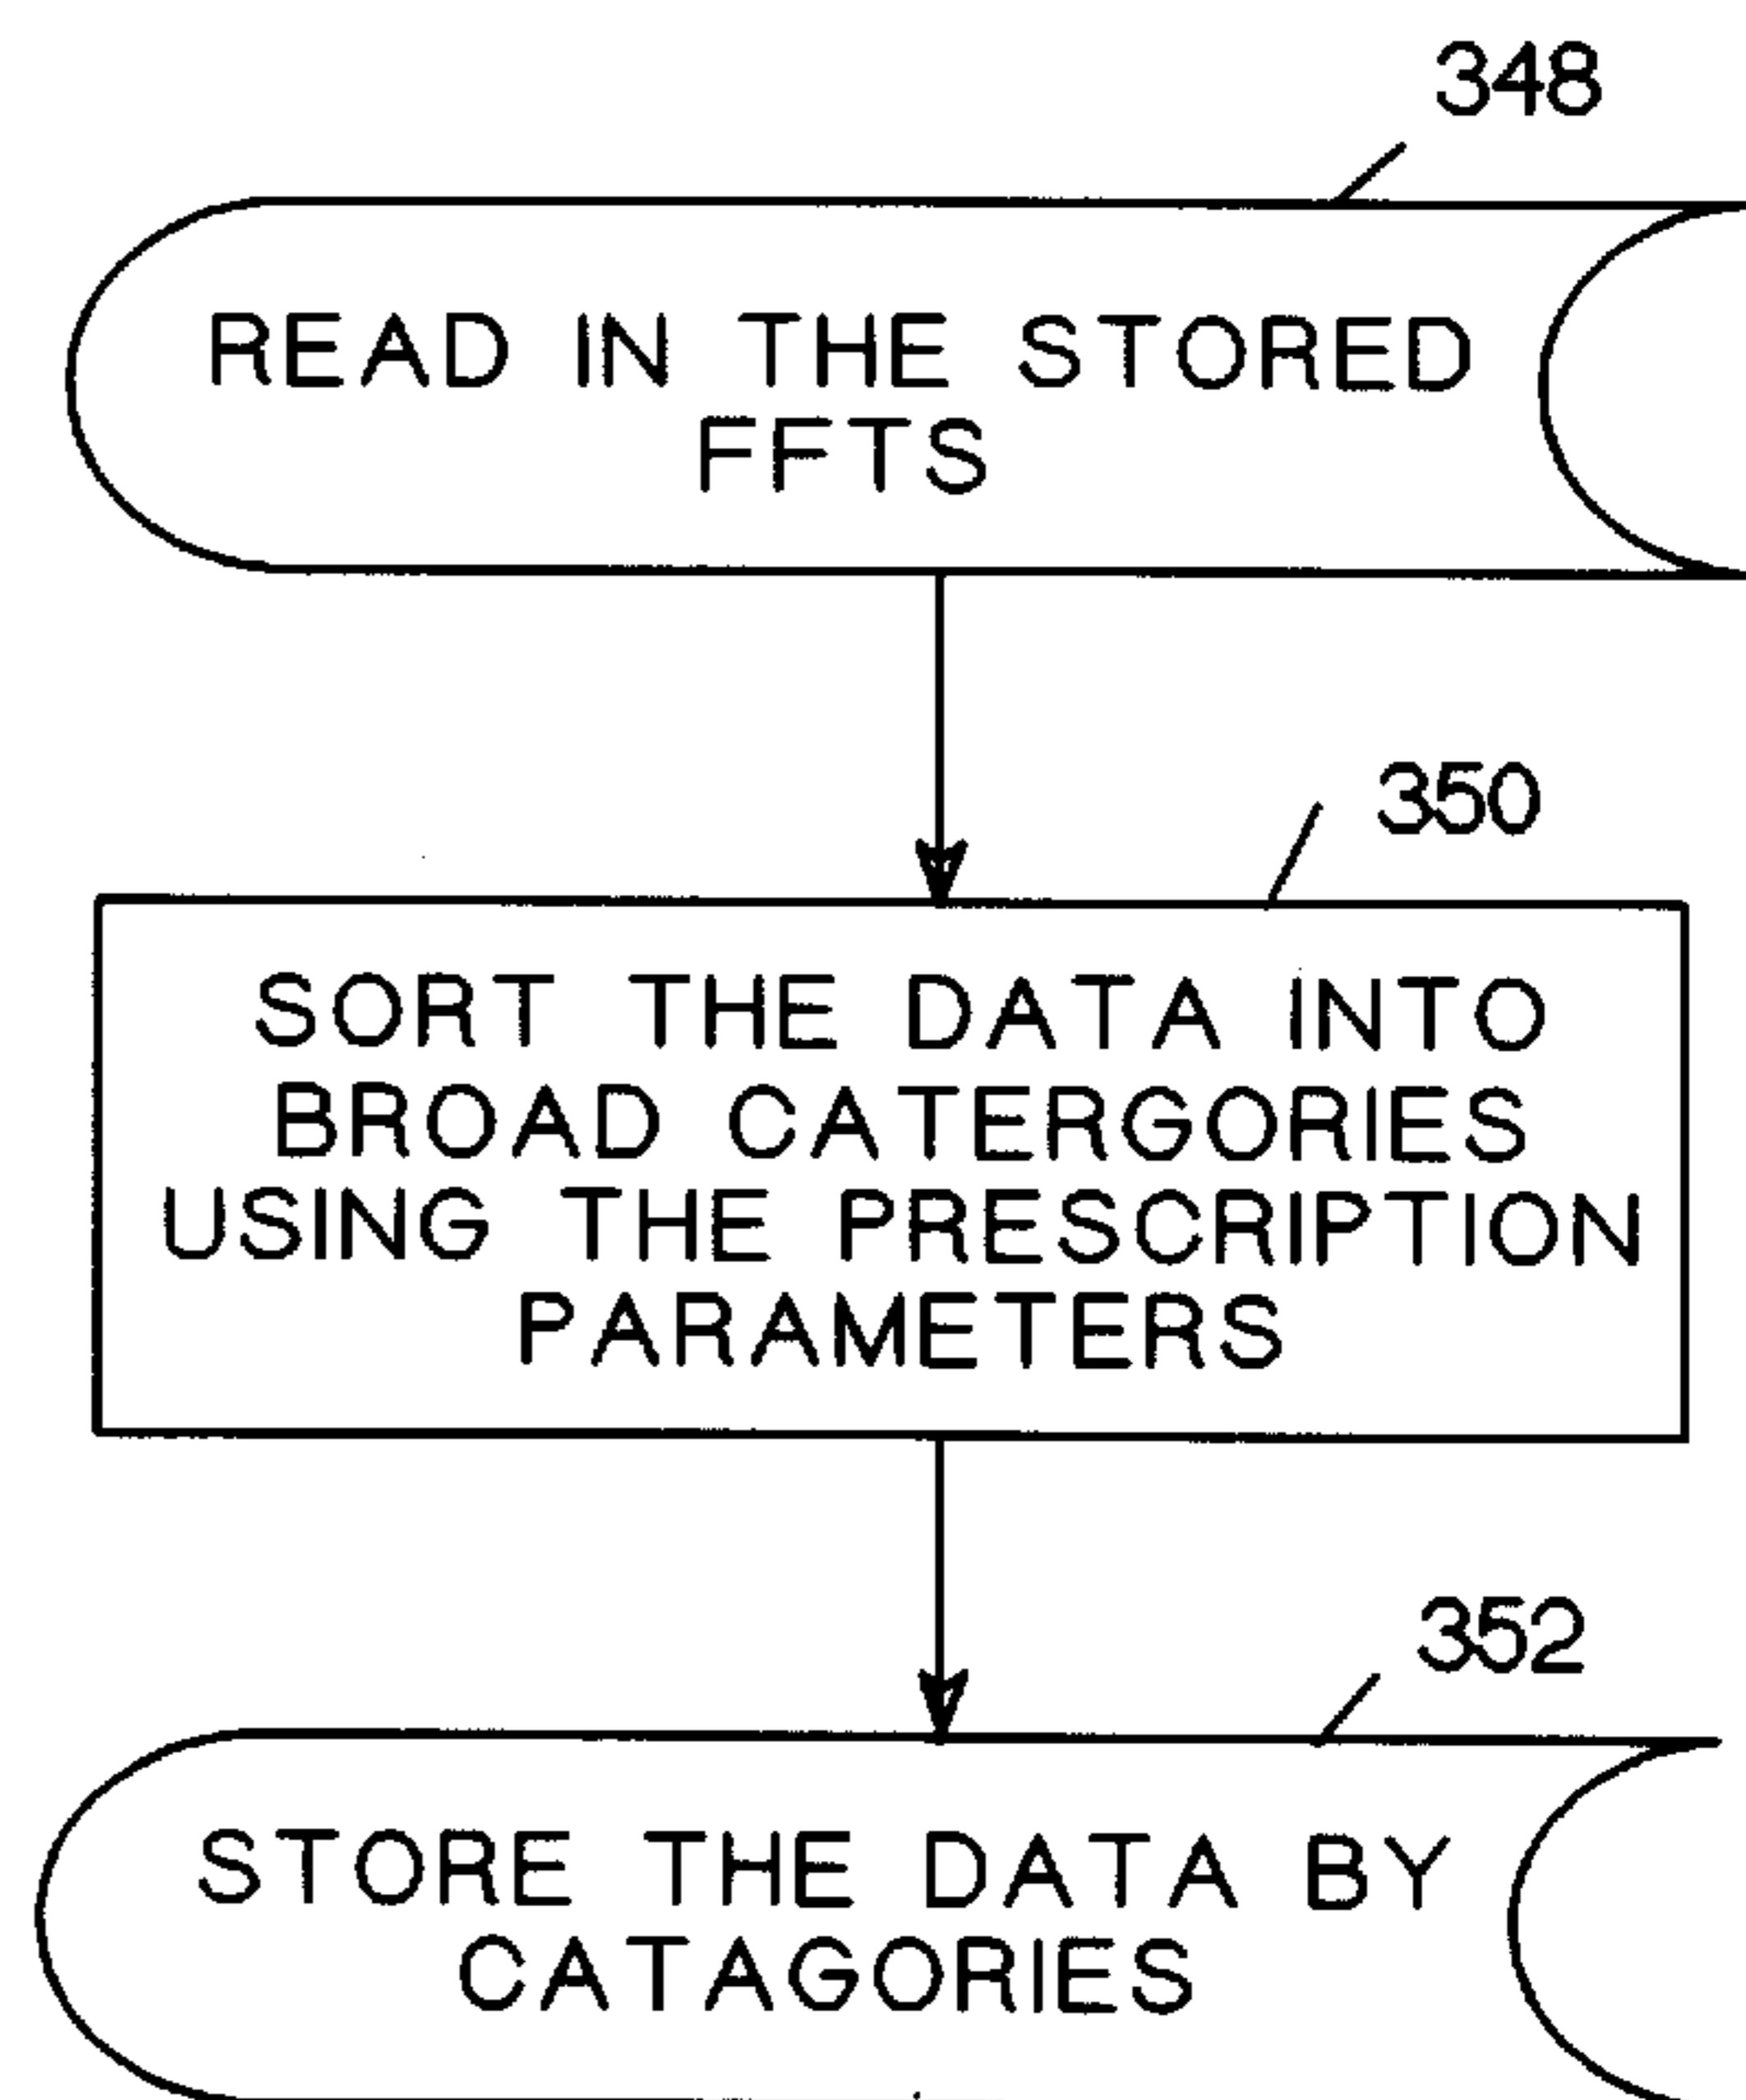 348
READ IN THE STORED
FFTS
350
SORT THE DATA INTO
BROAD CATERGORIES
USING THE PRESCRIPTION
PARAMETERS
352
STORE THE DATA BY
CATAGORIES